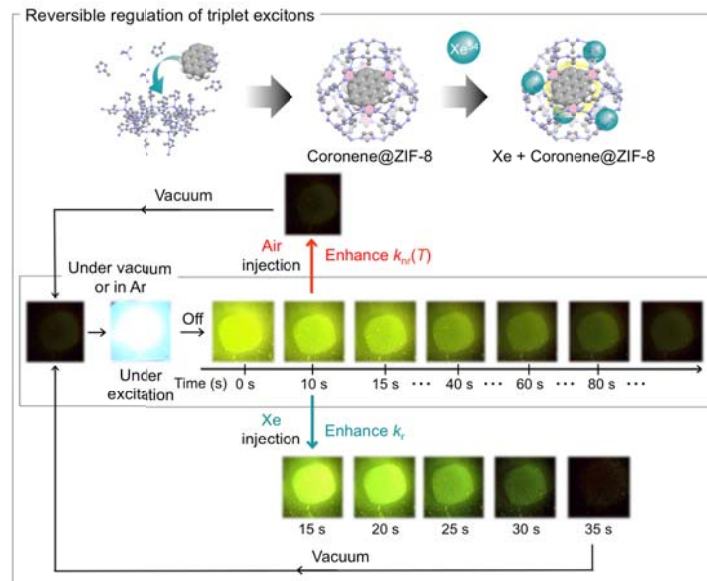 Reversible regulation of triplet excitons
Xe54
Coronene@ZIF-8
Xe + Coronene@ZIF-8
Vacuum
Air
injection
Enhance knr(T)
Under vacuum
or in Ar
Off
Under
excitation
Time (s)
0 s
10 s
15 s
···
40 s
···
60 s
···
80 s
···
Xe
injection
Enhance kr
15 s
20 s
25 s
30 s
35 s
Vacuum